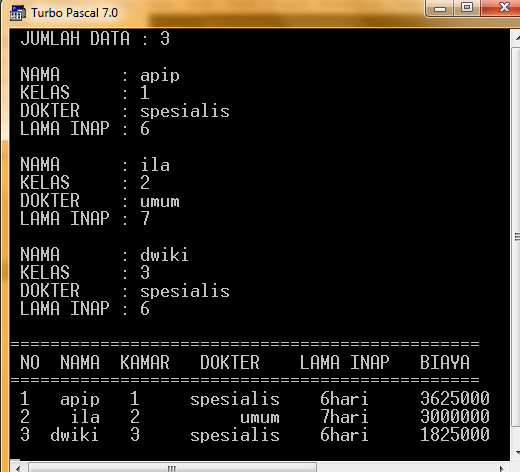 Turbo Pascal 7.0
JUMLAH DATA : 3
NAMA : apip
KELAS : 1
DOKTER : spesialis
LAMA INAP : 6
NAMA : ila
KELAS : 2
DOKTER : umum
LAMA INAP : 7
NAMA : dwiki
KELAS : 3
DOKTER : spesialis
LAMA INAP : 6
===============================================
NO NAMA KAMAR DOKTER LAMA INAP BIAYA
===============================================
1 apip 1 spesialis 6hari 3625000
2 ila 2 umum 7hari 3000000
3 dwiki 3 spesialis 6hari 1825000